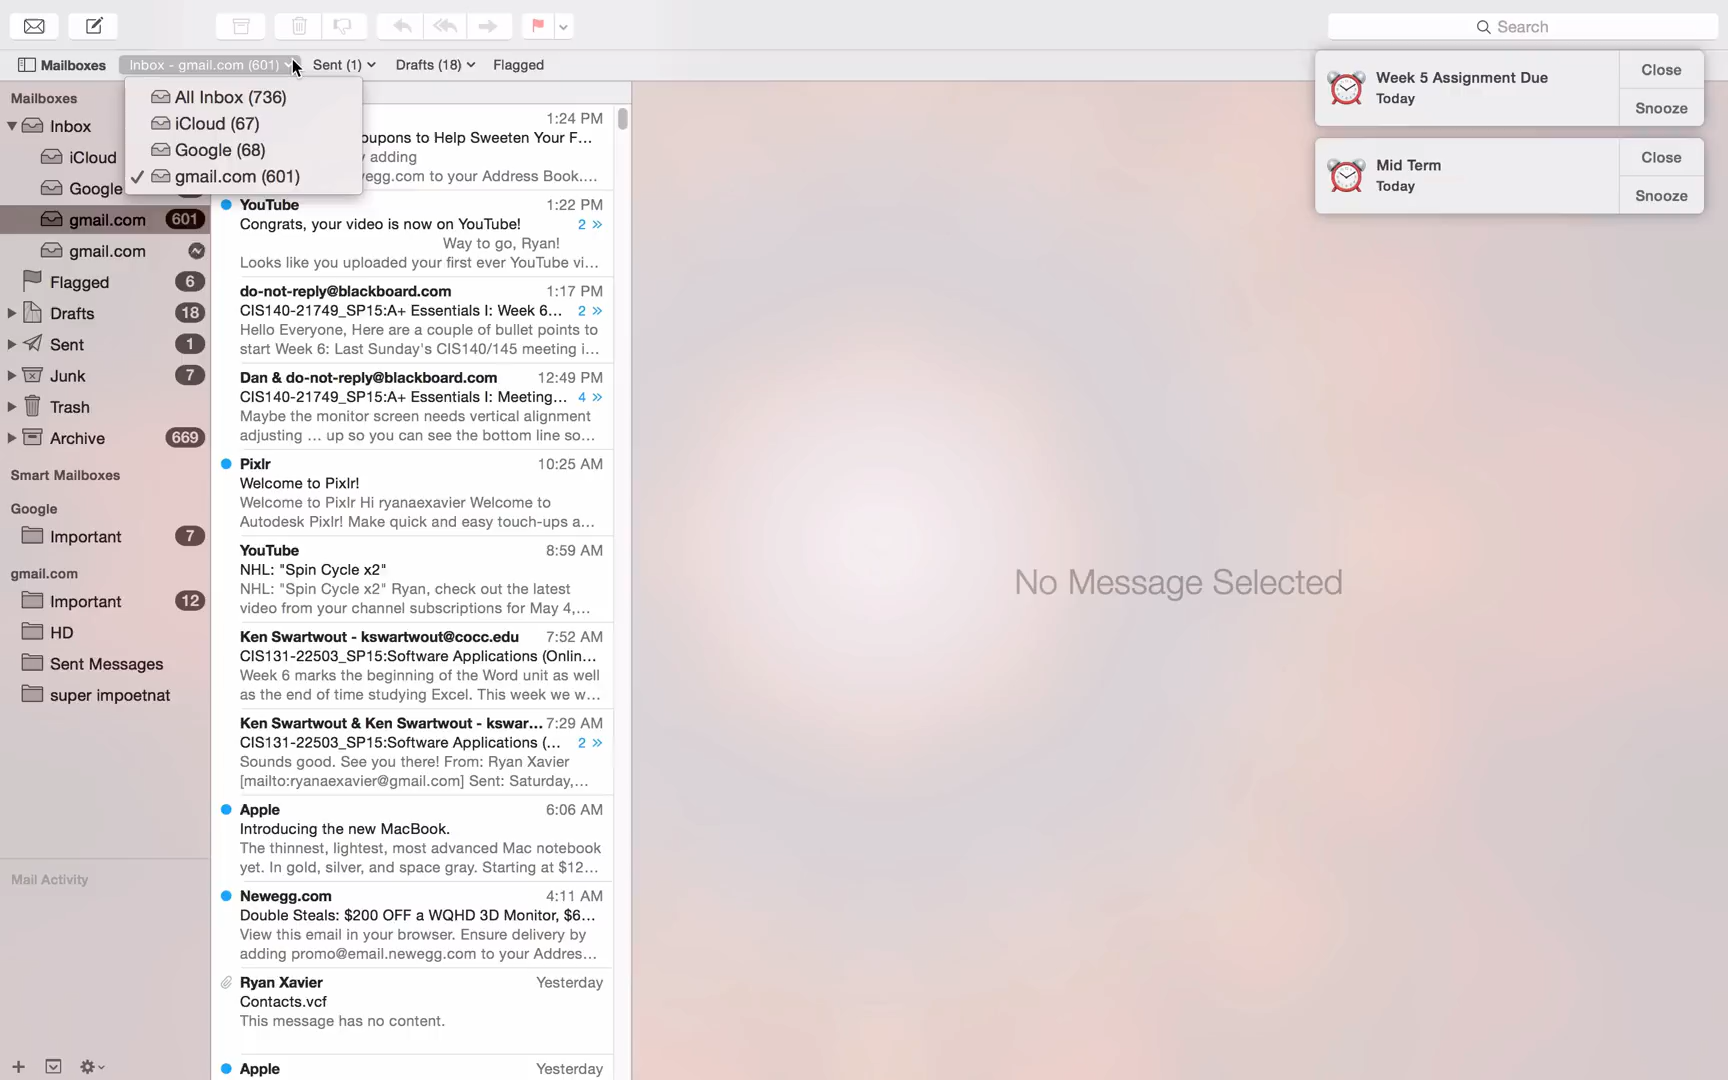 Search
Mailboxes
Inbox - gmail.com (601)
Sent (1)
Drafts (18)
Flagged
All Inbox (736)
iCloud (67)
Google (68)
✓ gmail.com (601)
Mailboxes
Inbox
iCloud
Google
gmail.com 601
gmail.com
Flagged 6
Drafts 18
Sent 1
Junk 7
Trash
Archive 669
Smart Mailboxes
Google
Important 7
gmail.com
Important 12
HD
Sent Messages
super impoetnat
Mail Activity
1:24 PM
oupons to Help Sweeten Your F...
adding
egg.com to your Address Book....
YouTube 1:22 PM
Congrats, your video is now on YouTube! 2 »
Way to go, Ryan!
Looks like you uploaded your first ever YouTube vi...
do-not-reply@blackboard.com 1:17 PM
CIS140-21749_SP15:A+ Essentials I: Week 6... 2 »
Hello Everyone, Here are a couple of bullet points to
start Week 6: Last Sunday's CIS140/145 meeting i...
Dan & do-not-reply@blackboard.com 12:49 PM
CIS140-21749_SP15:A+ Essentials I: Meeting... 4 »
Maybe the monitor screen needs vertical alignment
adjusting ... up so you can see the bottom line so...
Pixlr 10:25 AM
Welcome to Pixlr!
Welcome to Pixlr Hi ryanaexavier Welcome to
Autodesk Pixlr! Make quick and easy touch-ups a...
YouTube 8:59 AM
NHL: "Spin Cycle x2"
NHL: "Spin Cycle x2" Ryan, check out the latest
video from your channel subscriptions for May 4,...
Ken Swartwout - kswartwout@cocc.edu 7:52 AM
CIS131-22503_SP15:Software Applications (Onlin...
Week 6 marks the beginning of the Word unit as well
as the end of time studying Excel. This week we w...
Ken Swartwout & Ken Swartwout - kswar... 7:29 AM
CIS131-22503_SP15:Software Applications (... 2 »
Sounds good. See you there! From: Ryan Xavier
[mailto:ryanaexavier@gmail.com] Sent: Saturday,...
Apple 6:06 AM
Introducing the new MacBook.
The thinnest, lightest, most advanced Mac notebook
yet. In gold, silver, and space gray. Starting at $12...
Newegg.com 4:11 AM
Double Steals: $200 OFF a WQHD 3D Monitor, $6...
View this email in your browser. Ensure delivery by
adding promo@email.newegg.com to your Addres...
Ryan Xavier Yesterday
Contacts.vcf
This message has no content.
Apple Yesterday
No Message Selected
Week 5 Assignment Due
Today
Close
Snooze
Mid Term
Today
Close
Snooze